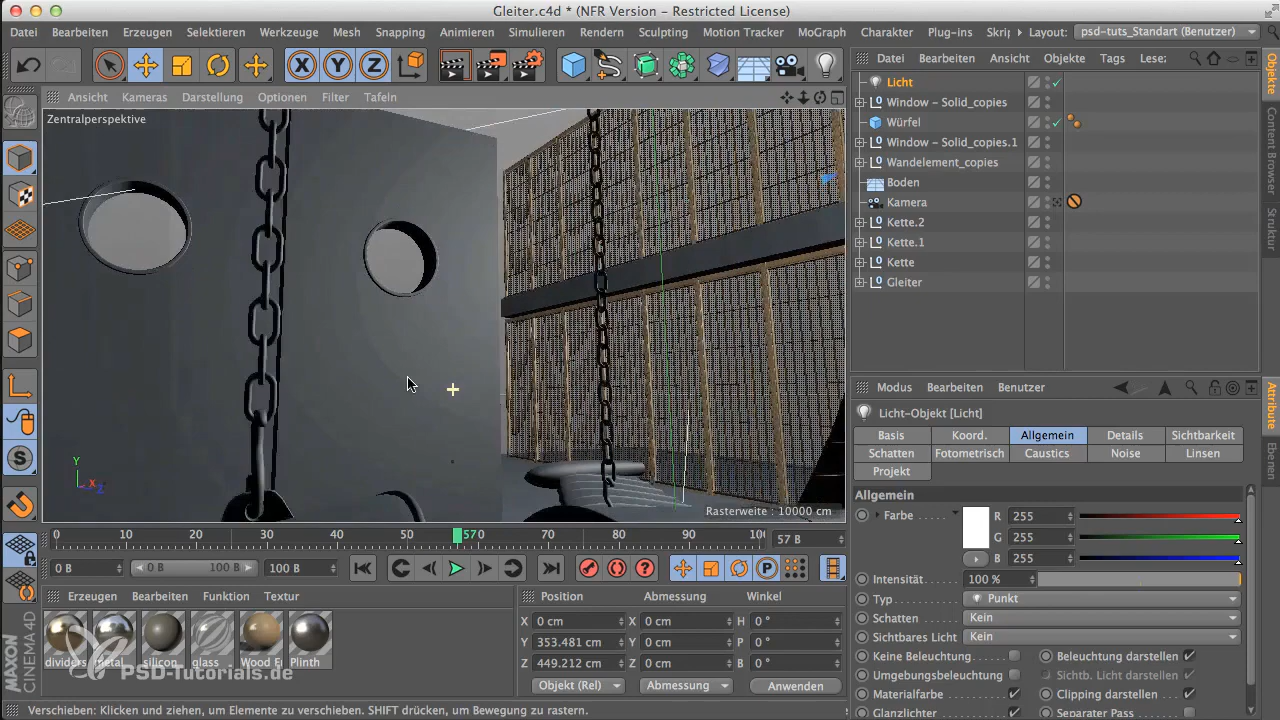 Gleiter.c4d * (NFR Version - Restricted License)
Datei Bearbeiten Erzeugen Selektieren Werkzeuge Mesh Snapping Animieren Simulieren Rendern Sculpting Motion Tracker MoGraph Charakter Plug-ins Skrij Layout: psd-tuts_Standart (Benutzer)
X Y Z
Datei Bearbeiten Ansicht Objekte Tags Lese:
Ansicht Kameras Darstellung Optionen Filter Tafeln
Zentralperspektive
Licht
Window - Solid_copies
Würfel
Window - Solid_copies.1
Wandelement_copies
Boden
Kamera
Kette.2
Kette.1
Kette
Gleiter
Objekte
Content Browser
Struktur
Y
X Z
Rasterweite : 10000 cm
Modus Bearbeiten Benutzer
Attribute
Licht-Objekt [Licht]
Basis Koord. Allgemein Details Sichtbarkeit
Schatten Fotometrisch Caustics Noise Linsen
Projekt
Allgemein
Farbe R 255
G 255
B 255
Intensität 100 %
Typ Punkt
Schatten Kein
Sichtbares Licht Kein
Keine Beleuchtung Beleuchtung darstellen
Umgebungsbeleuchtung Sichtb. Licht darstellen
Materialfarbe Clipping darstellen
Glanzlichter Separater Pass
0 10 20 30 40 50 57 0 70 80 90 10 57 B
0 B 0 B 100 B 100 B
Erzeugen Bearbeiten Funktion Textur
dividers metal silicon glass Wood Plinth
Position Abmessung Winkel
X 0 cm X 0 cm H 0 °
Y 353.481 cm Y 0 cm P 0 °
Z 449.212 cm Z 0 cm B 0 °
Objekt (Rel) Abmessung Anwenden
MAXON
CINEMA 4D
PSD-Tutorials.de
Verschieben: Klicken und ziehen, um Elemente zu verschieben. SHIFT drücken, um Bewegung zu rastern.